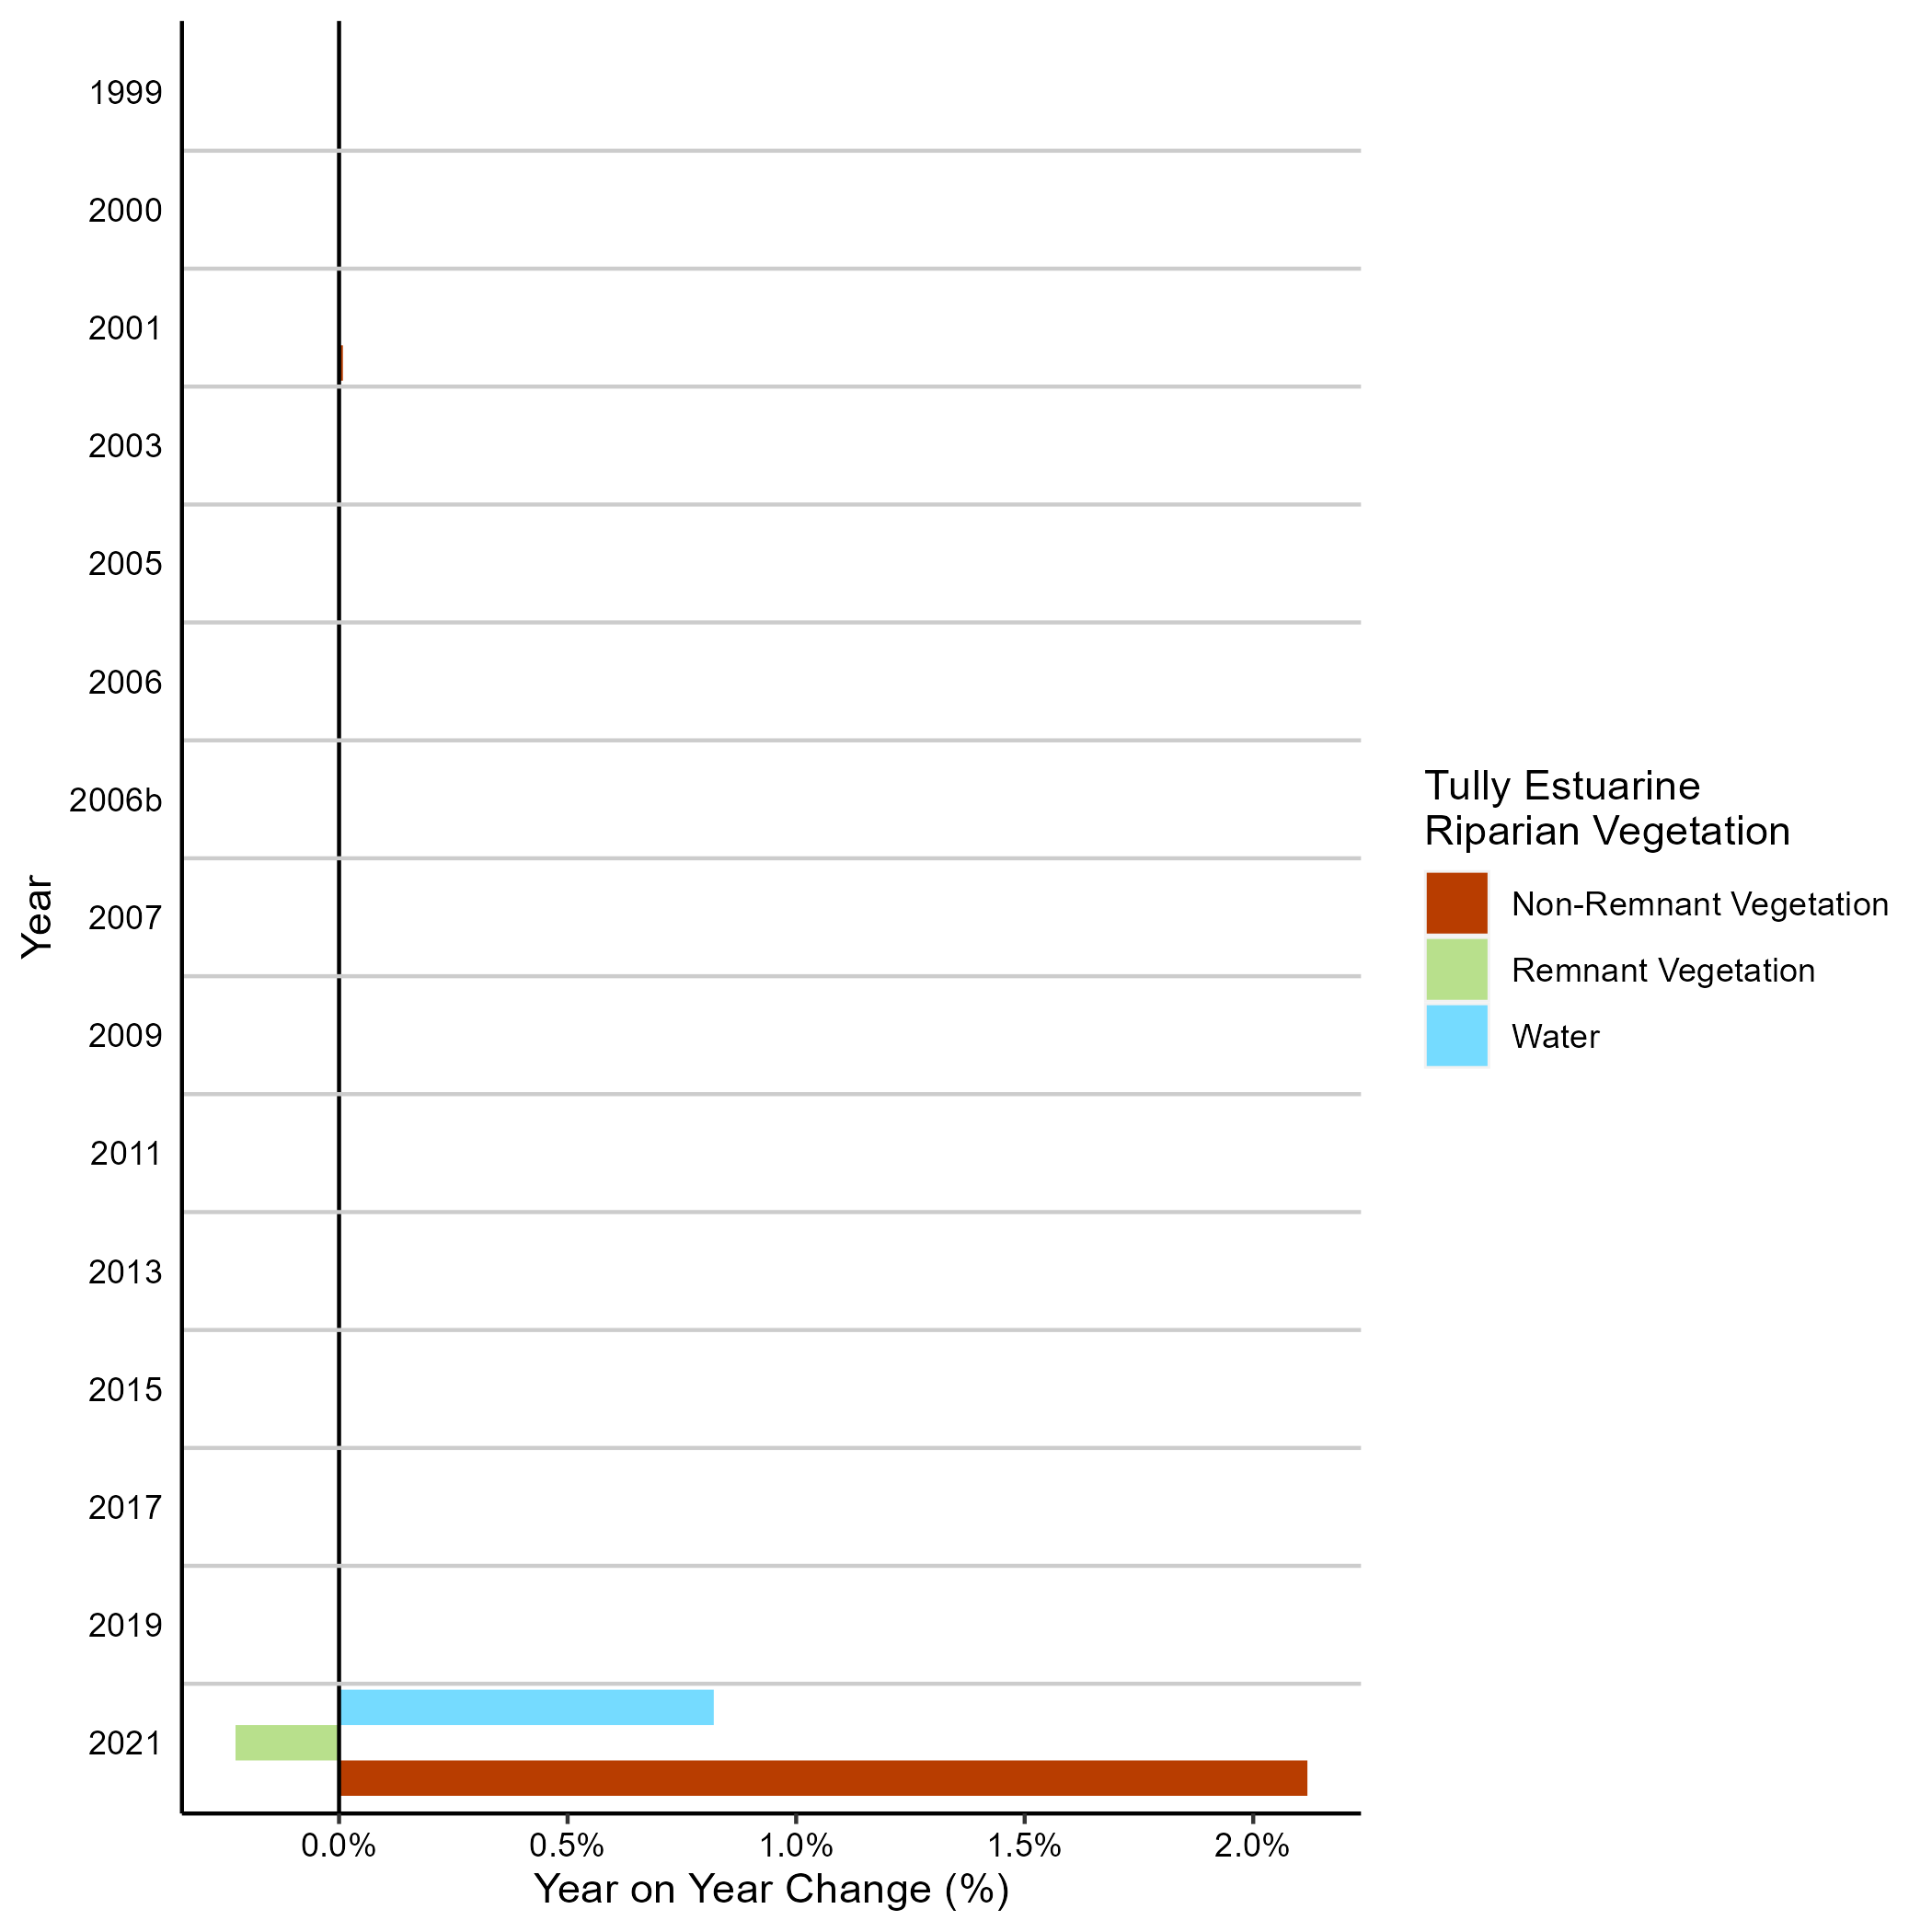 1999
2000
2001
2003
2005
2006
2006b
2007
2009
2011
2013
2015
2017
2019
2021
Year
0.0%
0.5%
1.0%
1.5%
2.0%
Year on Year Change (%)
Tully Estuarine
Riparian Vegetation
Non-Remnant Vegetation
Remnant Vegetation
Water